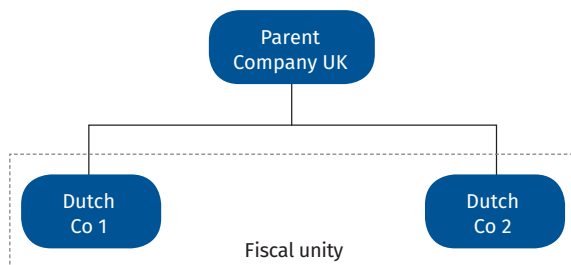 Parent
Company UK
Dutch
Co 1
Dutch
Co 2
Fiscal unity